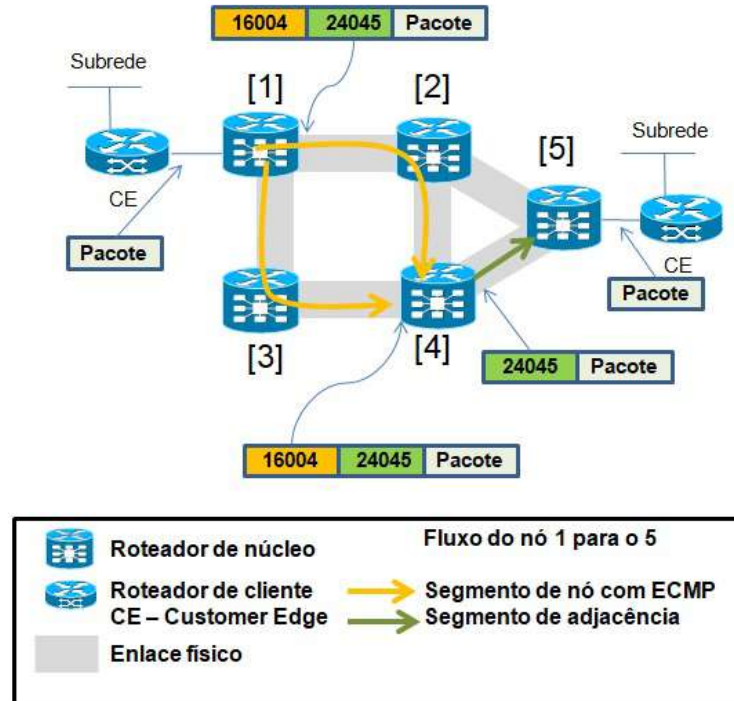 16004 24045 Pacote
Subrede
[1]
[2]
[5]
Subrede
CE
Pacote
CE
Pacote
[3]
[4]
24045 Pacote
16004 24045 Pacote
Roteador de núcleo
Fluxo do nó 1 para o 5
Roteador de cliente
CE – Customer Edge
Segmento de nó com ECMP
Segmento de adjacência
Enlace físico